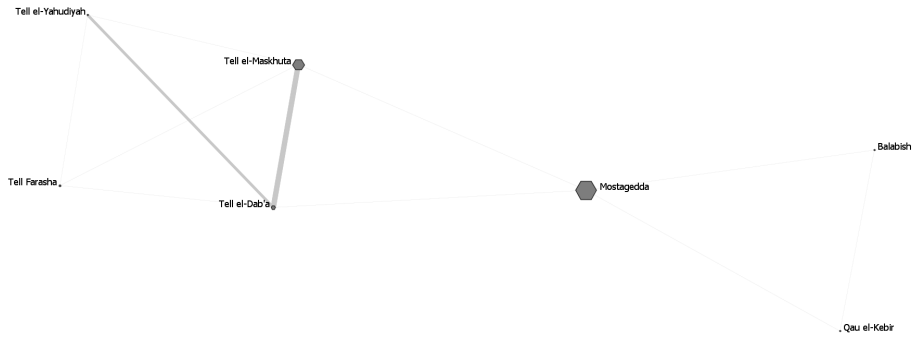 Tell el-Yahudiyah
Tell el-Maskhuta
Balabish
Tell Farasha
Mostagedda
Tell el-Dab'a
Qau el-Kebir